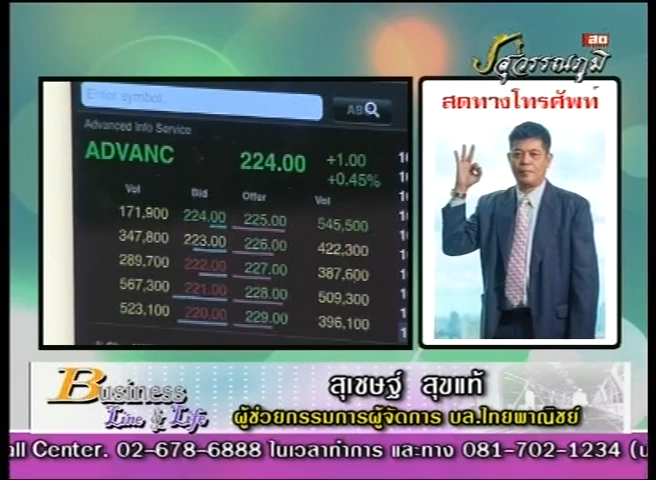 สด
สุวรรณภูมิ
สดทางโทรศัพท์
Enter symbol...
AB
Advanced Info Service
ADVANC 224.00 +1.00
+0.45%
Vol Bid Offer Vol
171,900 224.00 225.00 545,500
347,800 223.00 226.00 422,300
289,700 222.00 227.00 387,600
567,300 221.00 228.00 509,300
523,100 220.00 229.00 396,100
Business
Line & Life
สุเชษฐ์ สุขแท้
ผู้ช่วยกรรมการผู้จัดการ บล.ไทยพาณิชย์
all Center. 02-678-6888 ในเวลาทำการ และทาง 081-702-1234